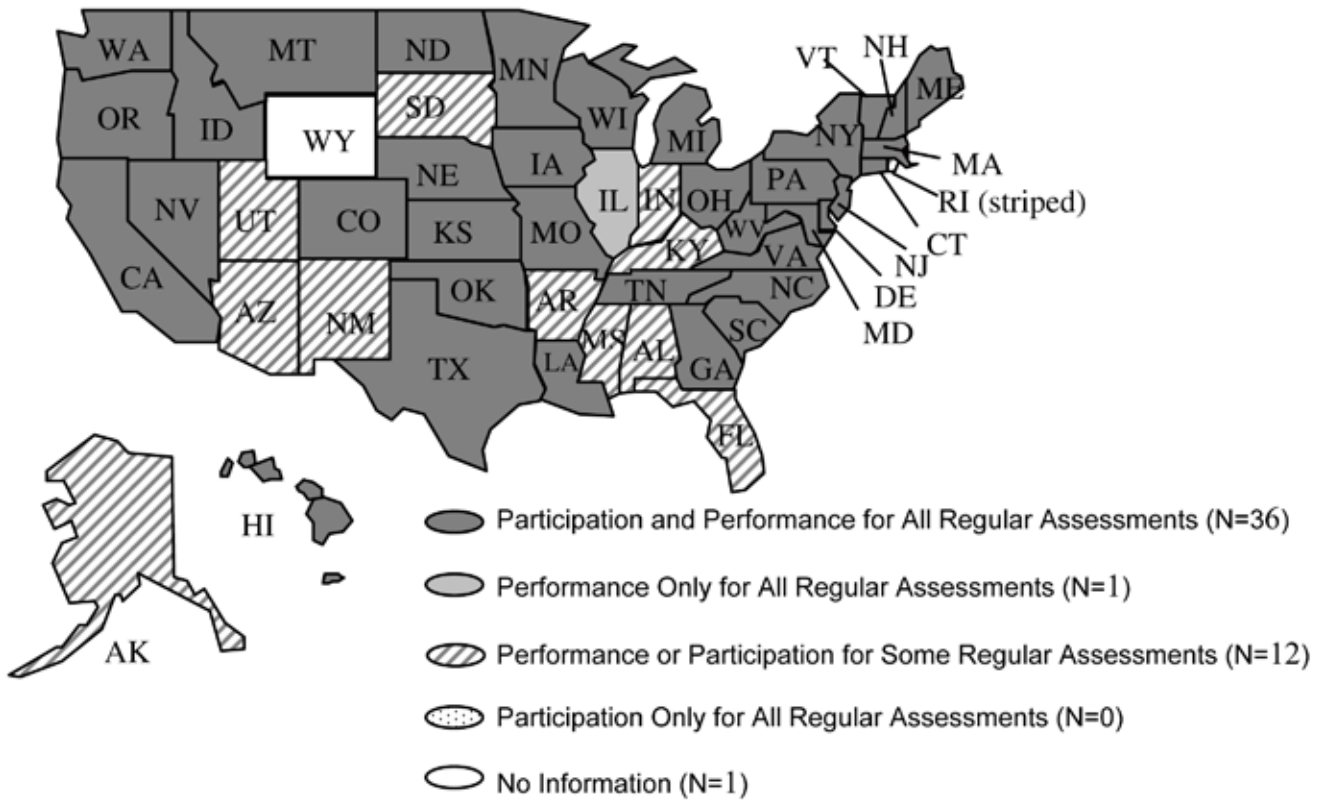 WA
MT
ND
MN
VT
NH
ME
OR
ID
WY
SD
WI
MI
NY
MA
RI (striped)
CT
NV
UT
CO
NE
IA
IL
IN
OH
PA
NJ
DE
MD
CA
AZ
NM
KS
MO
KY
WV
VA
OK
AR
TN
NC
TX
LA
MS
AL
GA
SC
FL
AK
HI
Participation and Performance for All Regular Assessments (N=36)
Performance Only for All Regular Assessments (N=1)
Performance or Participation for Some Regular Assessments (N=12)
Participation Only for All Regular Assessments (N=0)
No Information (N=1)